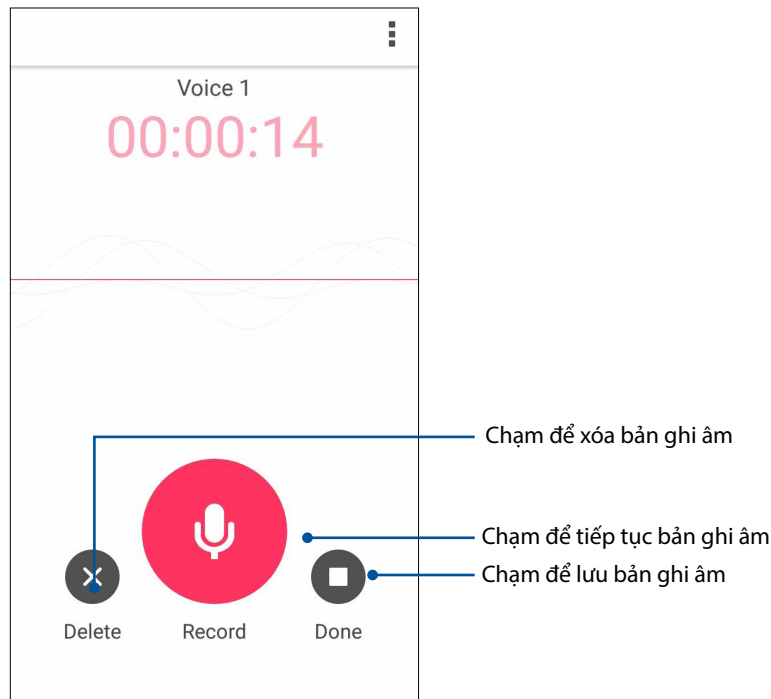 Voice 1
00:00:14
Chạm để xóa bản ghi âm
Chạm để tiếp tục bản ghi âm
Chạm để lưu bản ghi âm
Delete
Record
Done